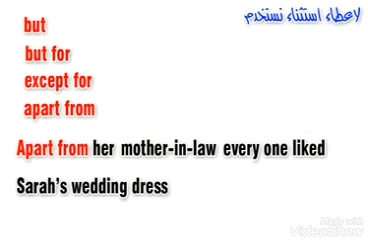 لاعطاء استثناء نستخدم
but
but for
except for
apart from
Apart from her mother-in-law every one liked
Sarah's wedding dress
Made with
VideoShow